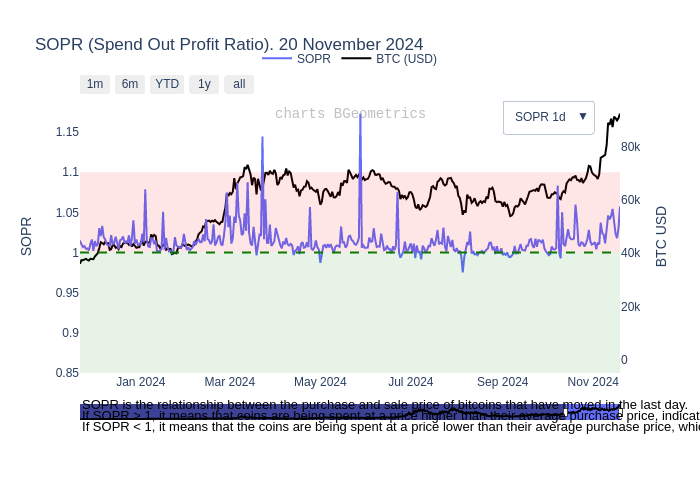 SOPR (Spend Out Profit Ratio). 20 November 2024
SOPR BTC (USD)
1m 6m YTD 1y all
charts BGeometrics
SOPR 1d ▼
1.15
1.1
1.05
1
0.95
0.9
0.85
SOPR
80k
60k
40k
20k
0
BTC USD
Jan 2024 Mar 2024 May 2024 Jul 2024 Sep 2024 Nov 2024
SOPR is the relationship between the purchase and sale price of bitcoins that have moved in the last day.
If SOPR > 1, it means that coins are being spent at a price higher than their average purchase price, indicat
If SOPR < 1, it means that the coins are being spent at a price lower than their average purchase price, whi